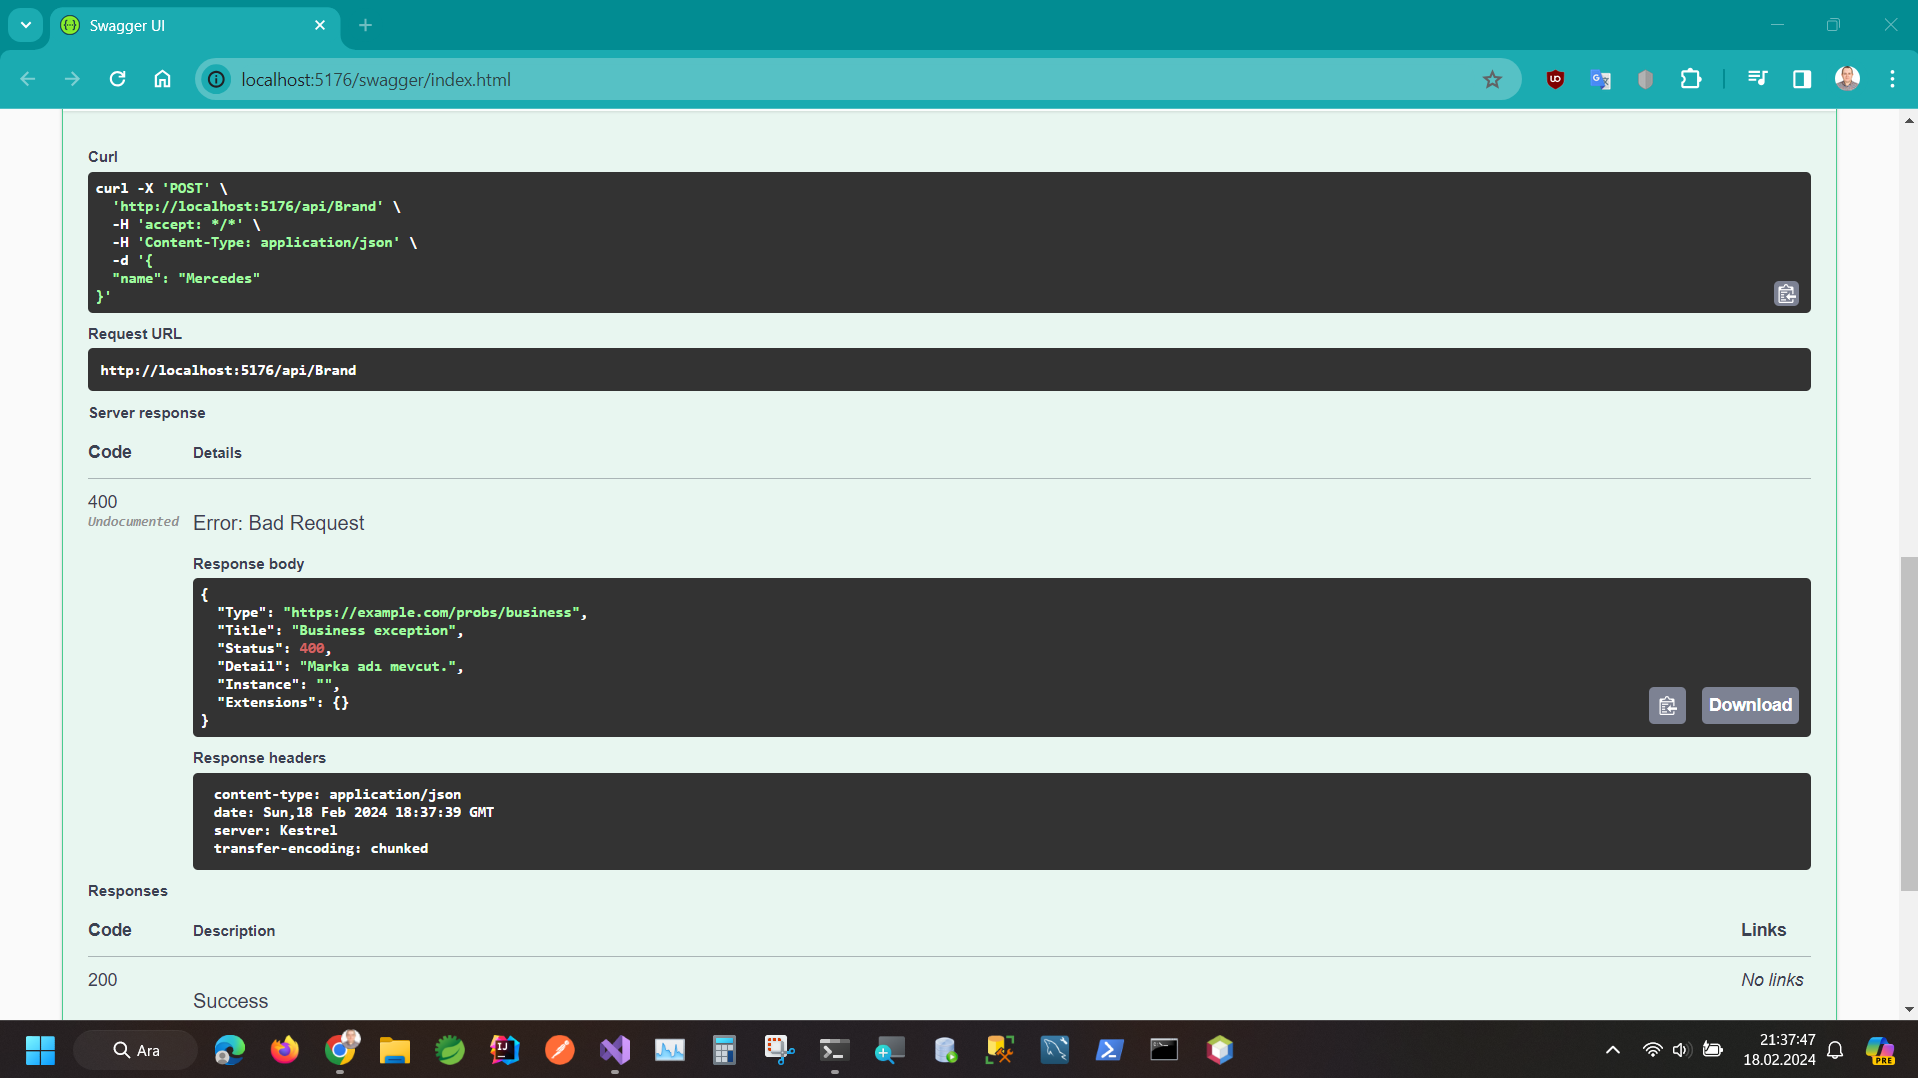 Swagger UI
localhost:5176/swagger/index.html
Curl
curl -X 'POST' \
'http://localhost:5176/api/Brand' \
-H 'accept: */*' \
-H 'Content-Type: application/json' \
-d '{
"name": "Mercedes"
}'
Request URL
http://localhost:5176/api/Brand
Server response
Code Details
400
Undocumented
Error: Bad Request
Response body
{
"Type": "https://example.com/probs/business",
"Title": "Business exception",
"Status": 400,
"Detail": "Marka adı mevcut.",
"Instance": "",
"Extensions": {}
}
Download
Response headers
content-type: application/json
date: Sun,18 Feb 2024 18:37:39 GMT
server: Kestrel
transfer-encoding: chunked
Responses
Code Description Links
200 No links
Success
Ara
21:37:47
18.02.2024
PRE